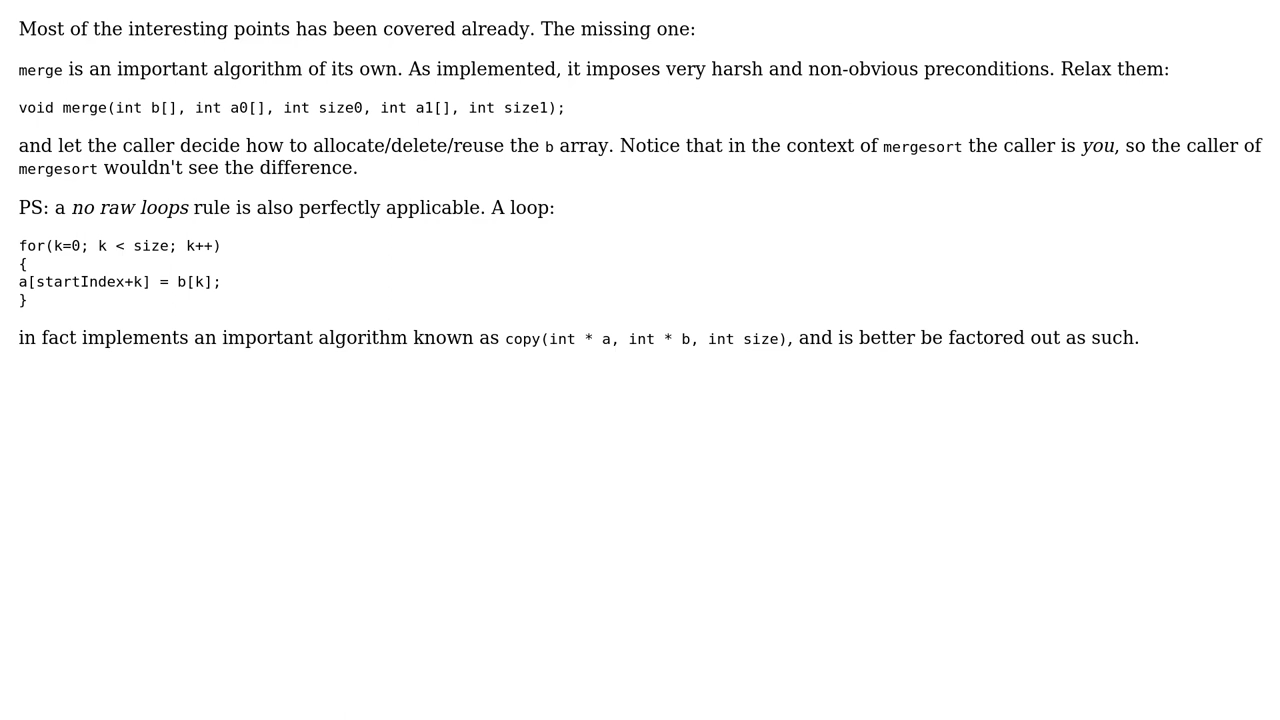 Most of the interesting points has been covered already. The missing one:
merge is an important algorithm of its own. As implemented, it imposes very harsh and non-obvious preconditions. Relax them:
void merge(int b[], int a0[], int size0, int a1[], int size1);
and let the caller decide how to allocate/delete/reuse the b array. Notice that in the context of mergesort the caller is you, so the caller of
mergesort wouldn't see the difference.
PS: a no raw loops rule is also perfectly applicable. A loop:
for(k=0; k < size; k++)
{
a[startIndex+k] = b[k];
}
in fact implements an important algorithm known as copy(int * a, int * b, int size), and is better be factored out as such.